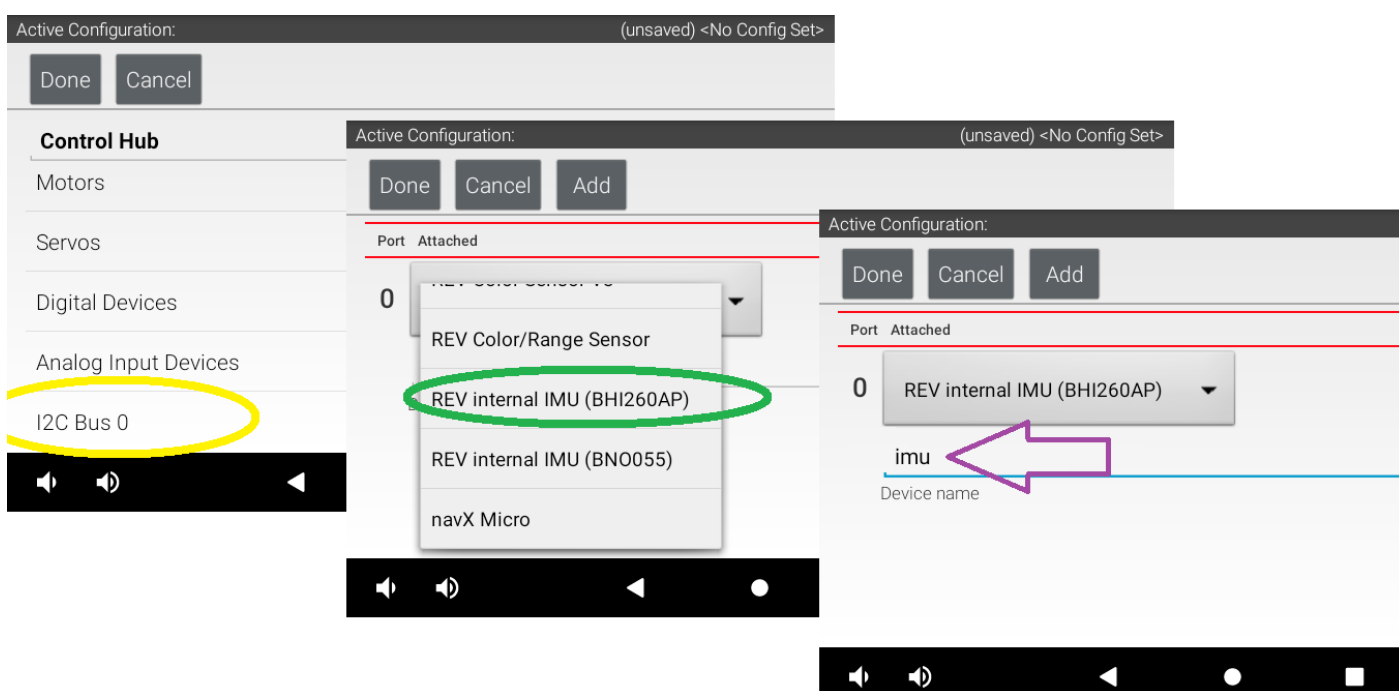 Active Configuration: (unsaved) <No Config Set>
Done Cancel
Control Hub
Motors
Servos
Digital Devices
Analog Input Devices
I2C Bus 0
Active Configuration: (unsaved) <No Config Set>
Done Cancel Add
Port Attached
0
REV Color/Range Sensor
REV internal IMU (BHI260AP)
REV internal IMU (BNO055)
navX Micro
Active Configuration:
Done Cancel Add
Port Attached
0 REV internal IMU (BHI260AP)
imu
Device name